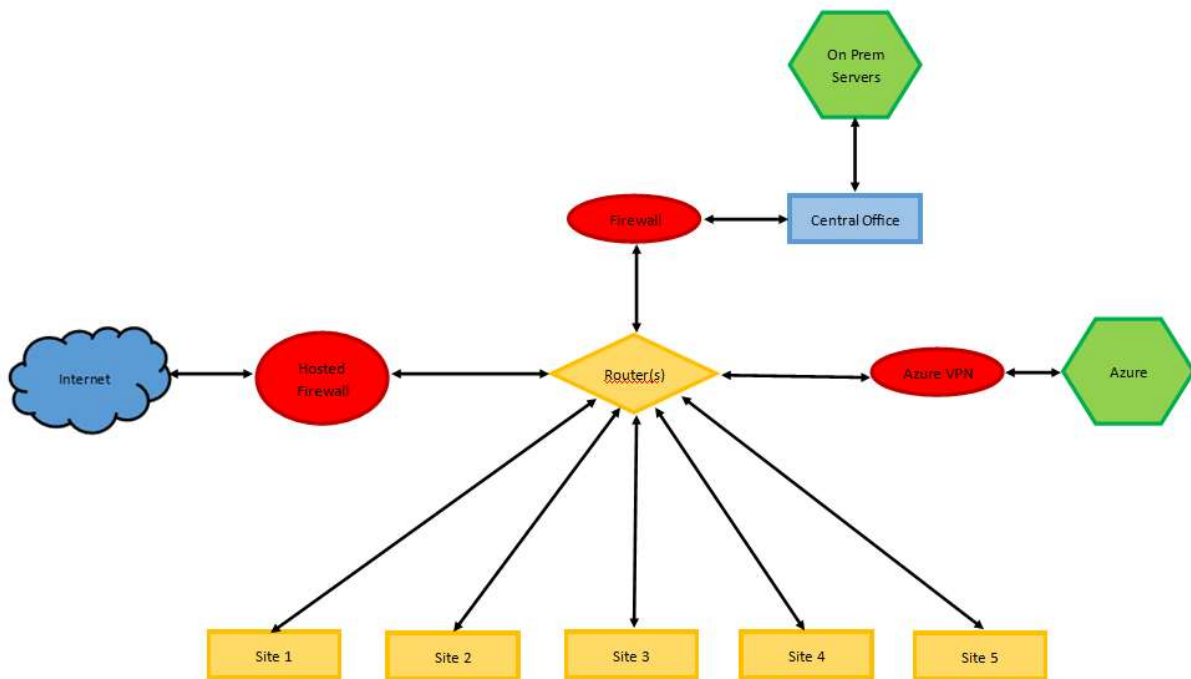 On Prem
Servers
Firewall
Central Office
Internet
Hosted
Firewall
Router(s)
Azure VPN
Azure
Site 1
Site 2
Site 3
Site 4
Site 5